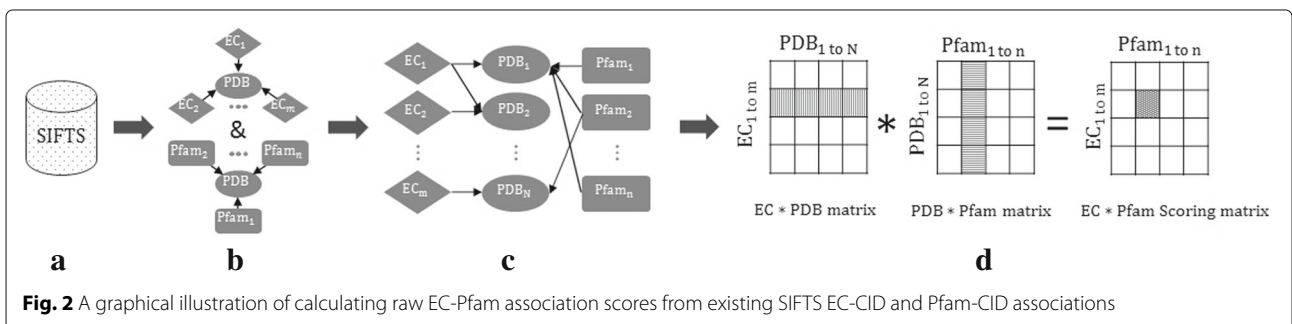 SIFTS
EC1
PDB
EC2
ECm
...
&
...
Pfam2
Pfamn
PDB
Pfam1
EC1
PDB1
Pfam1
EC2
PDB2
Pfam2
⋮
⋮
⋮
ECm
PDBN
Pfamn
PDB1 to N
EC1 to m
EC * PDB matrix
*
Pfam1 to n
PDB1 to N
PDB * Pfam matrix
=
Pfam1 to n
EC1 to m
EC * Pfam Scoring matrix
a
b
c
d
Fig. 2 A graphical illustration of calculating raw EC-Pfam association scores from existing SIFTS EC-CID and Pfam-CID associations